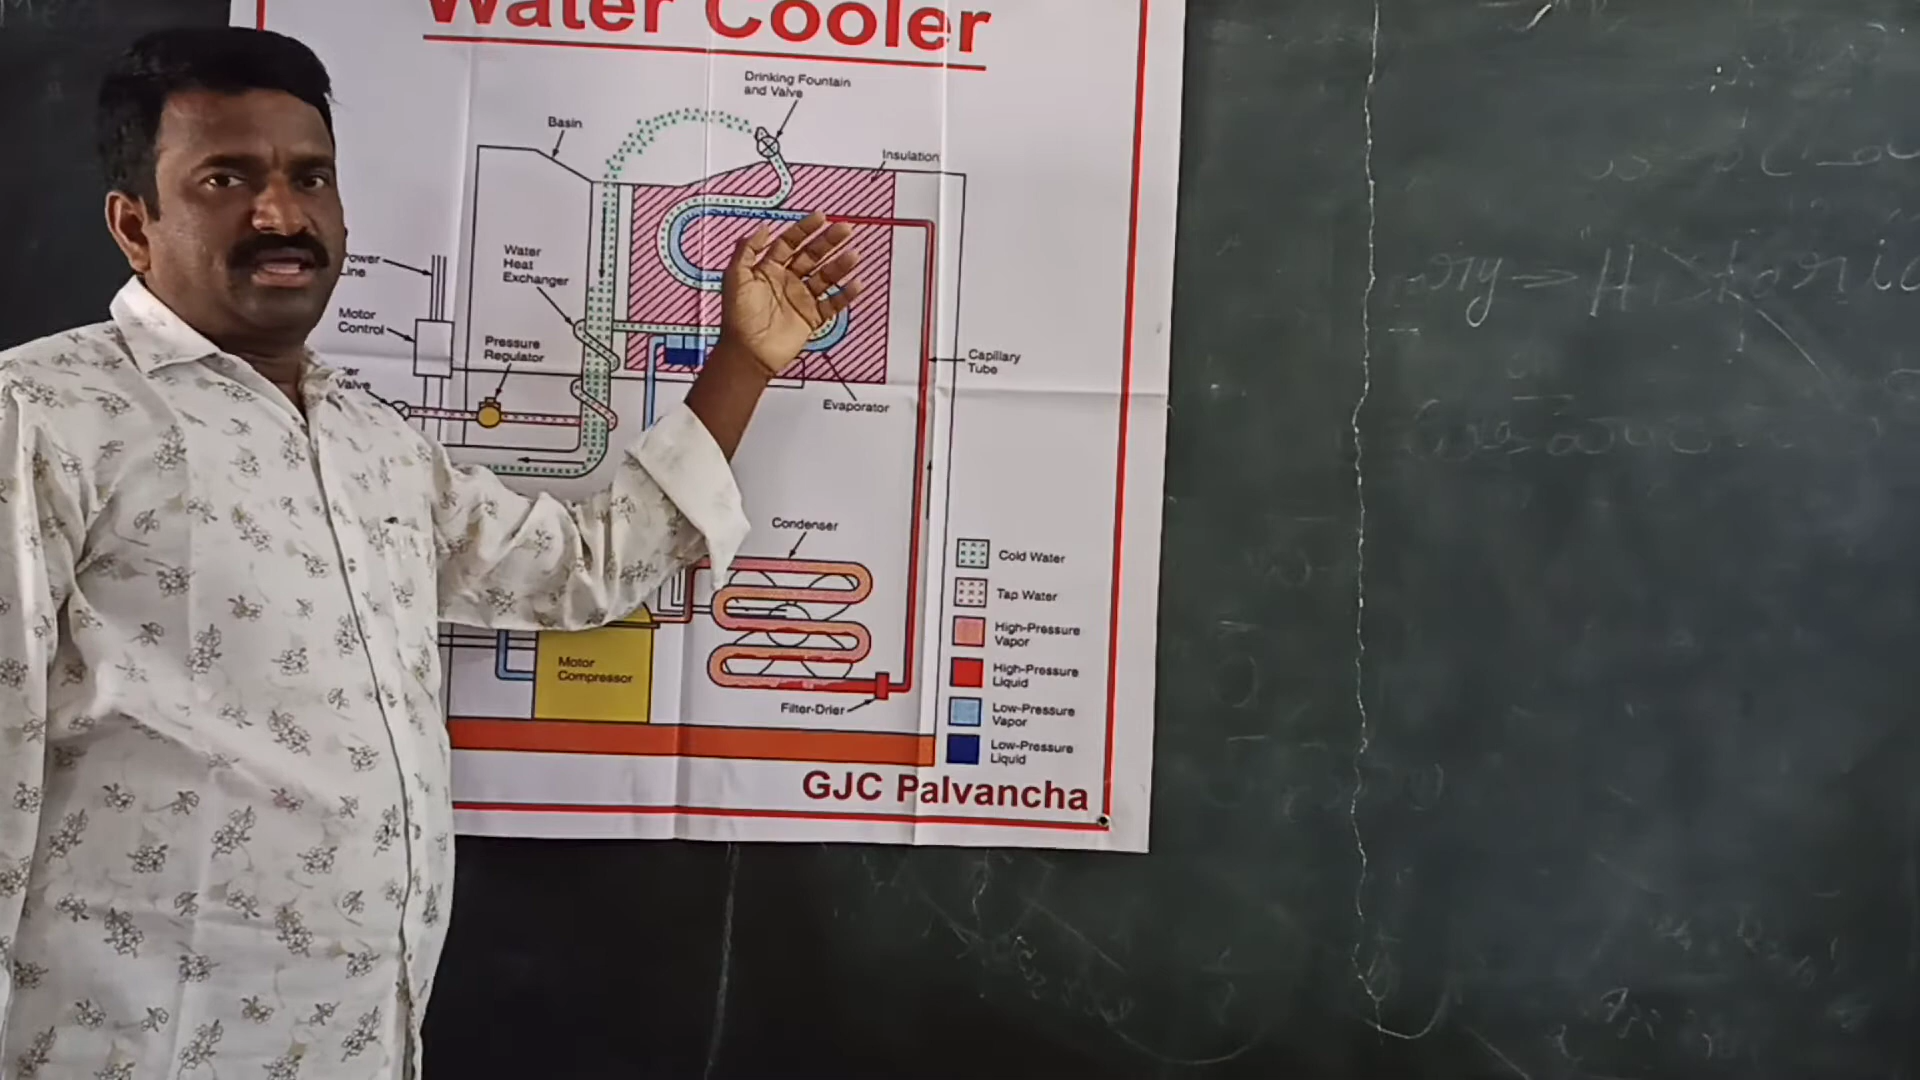 Water Cooler
Drinking Fountain
and Valve
Basin
Insulation
Water
Heat
Exchanger
Power
Line
Motor
Control
Pressure
Regulator
Valve
Capillary
Tube
Evaporator
Condenser
Cold Water
Tap Water
High-Pressure
Vapor
High-Pressure
Liquid
Low-Pressure
Vapor
Low-Pressure
Liquid
Motor
Compressor
Filter-Drier
GJC Palvancha